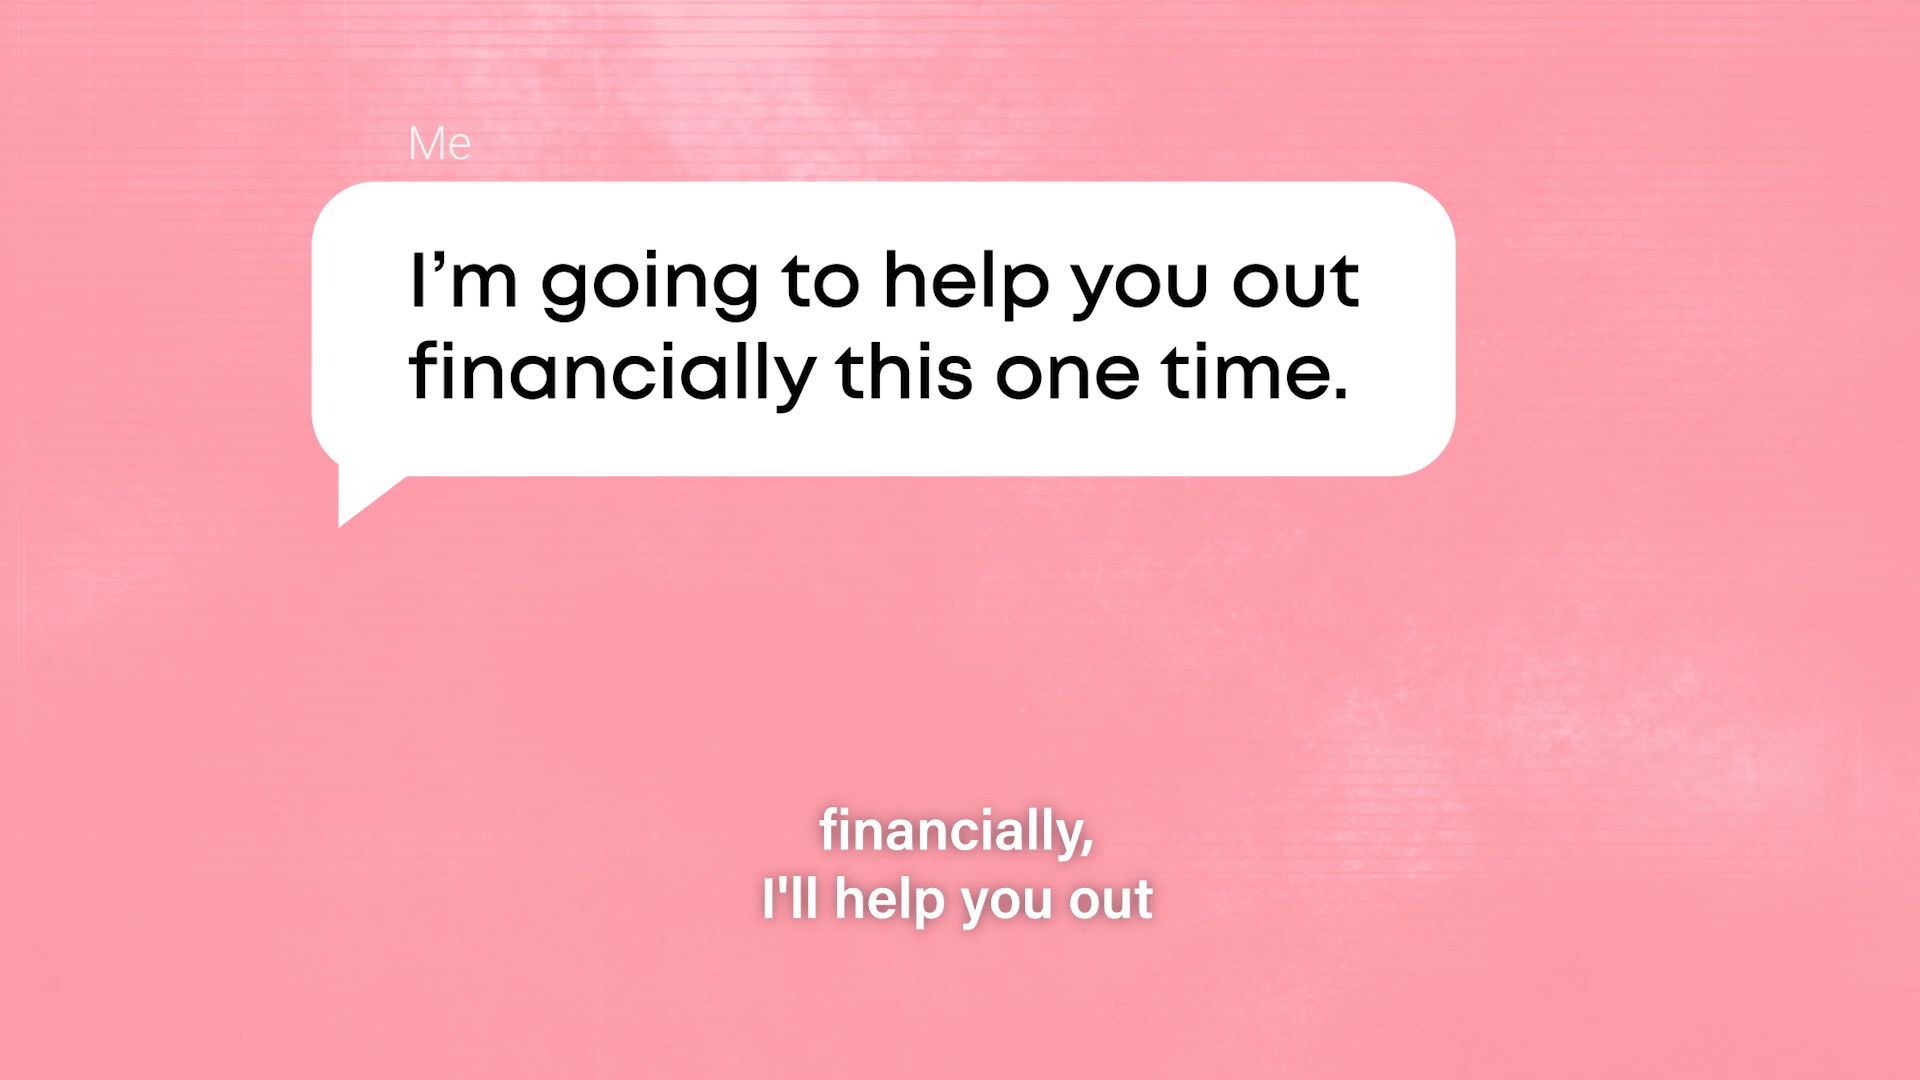 Me
I’m going to help you out
financially this one time.
financially,
I'll help you out